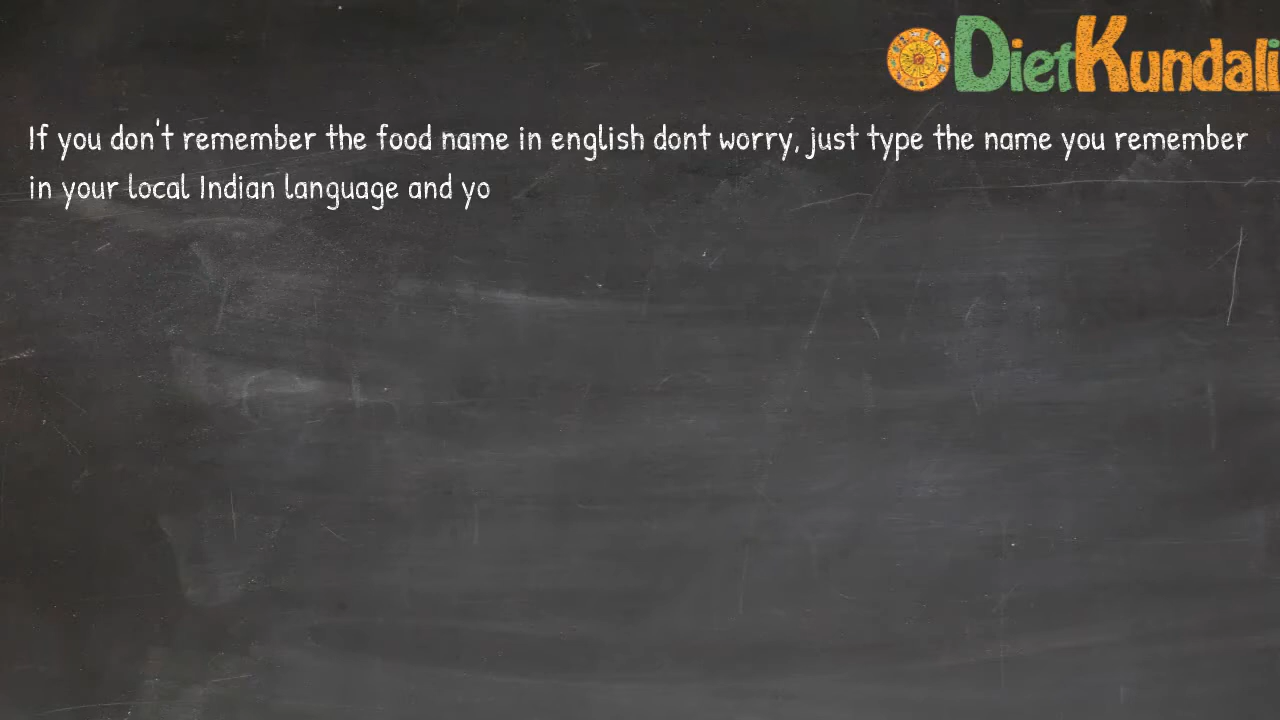 DietKundali
If you don't remember the food name in english dont worry, just type the name you remember
in your local Indian language and yo